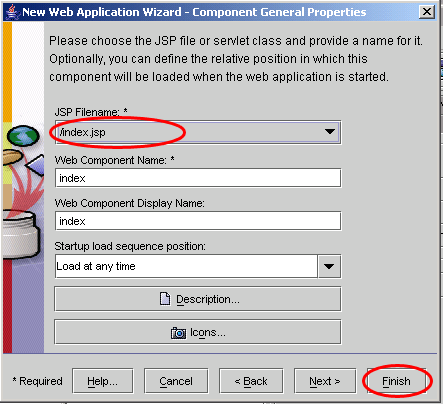 New Web Application Wizard - Component General Properties
Please choose the JSP file or servlet class and provide a name for it.
Optionally, you can define the relative position in which this
component will be loaded when the web application is started.
JSP Filename: *
/index.jsp
Web Component Name: *
index
Web Component Display Name:
index
Startup load sequence position:
Load at any time
Description...
Icons...
* Required Help... Cancel < Back Next > Finish